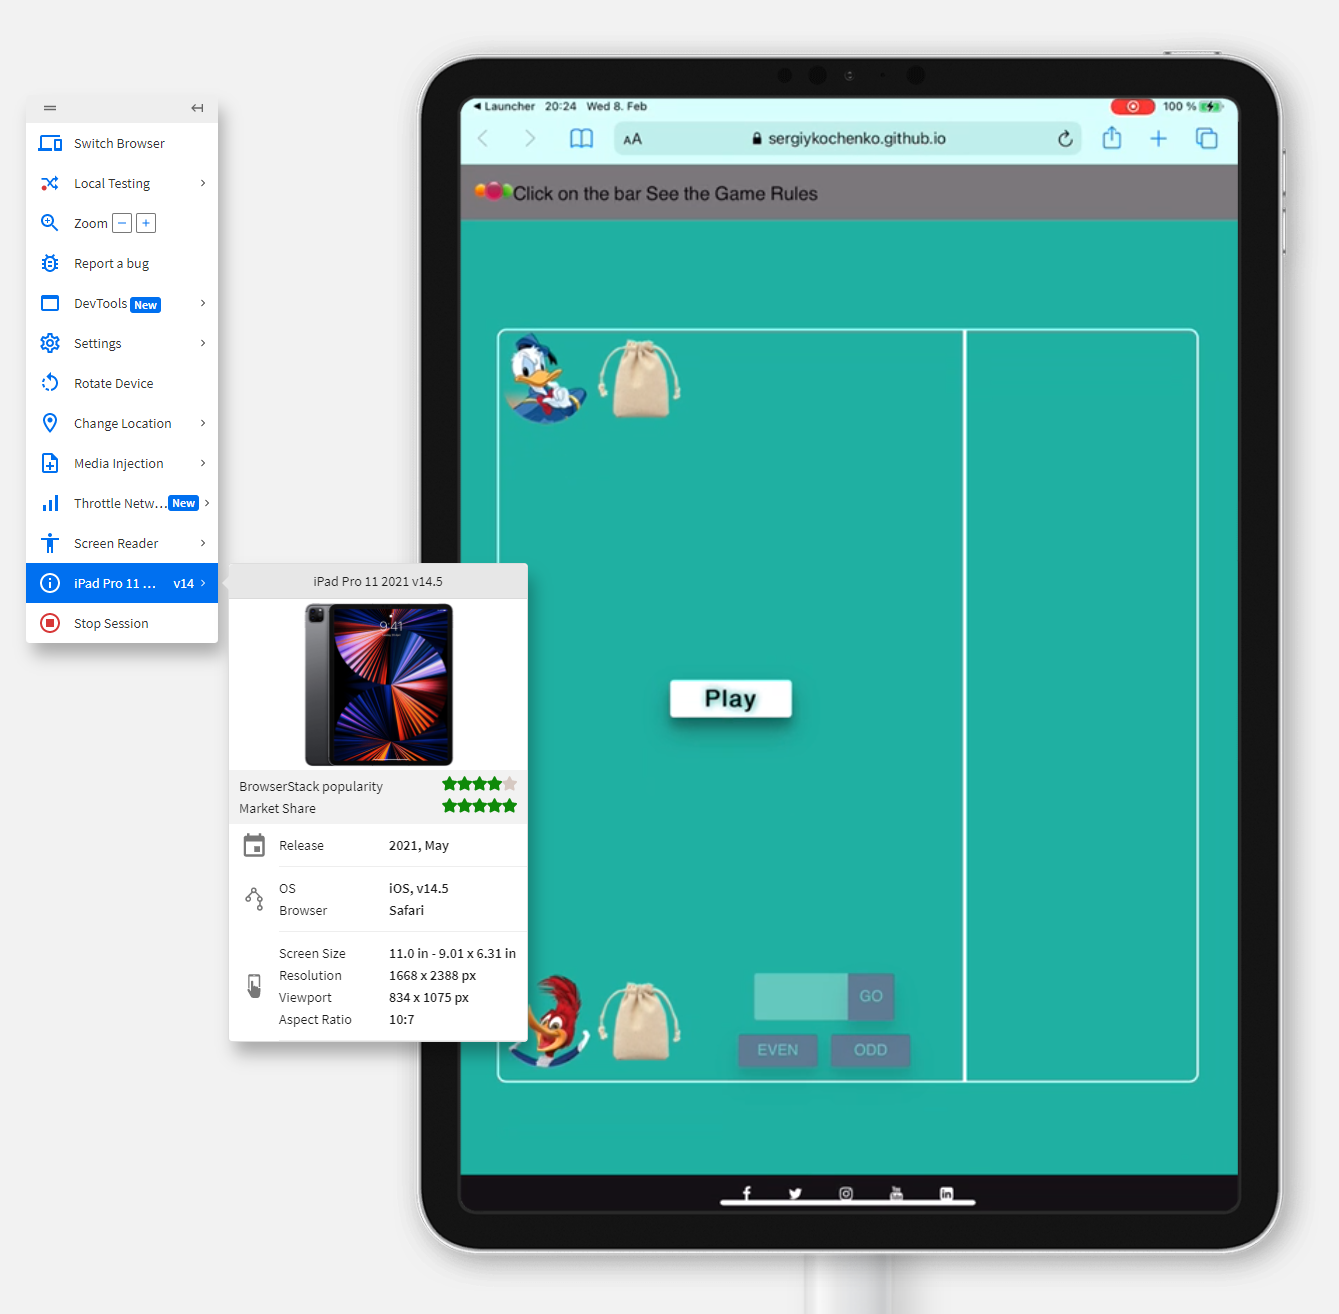 Switch Browser
Local Testing
Zoom
Report a bug
DevTools New
Settings
Rotate Device
Change Location
Media Injection
Throttle Netw... New
Screen Reader
iPad Pro 11 ... v14
Stop Session
iPad Pro 11 2021 v14.5
9:41
BrowserStack popularity
Market Share
Release 2021, May
OS iOS, v14.5
Browser Safari
Screen Size 11.0 in - 9.01 x 6.31 in
Resolution 1668 x 2388 px
Viewport 834 x 1075 px
Aspect Ratio 10:7
Launcher 20:24 Wed 8. Feb 100 %
AA sergiykochenko.github.io
Click on the bar See the Game Rules
Play
GO
EVEN ODD